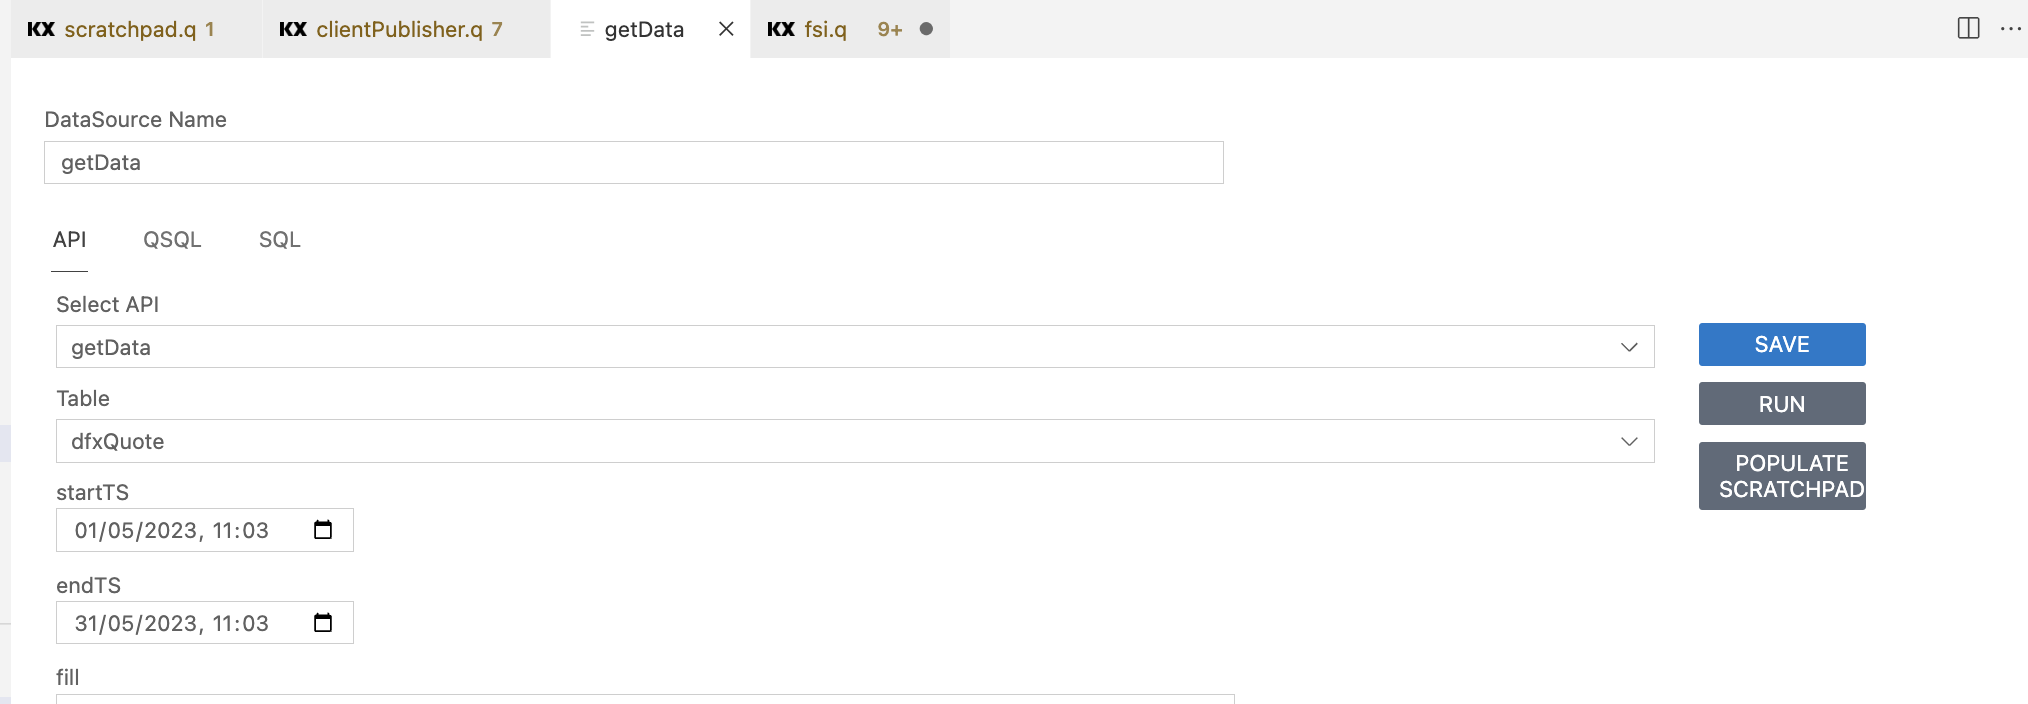 KX scratchpad.q 1 KX clientPublisher.q 7 getData KX fsi.q 9+
DataSource Name
getData
API QSQL SQL
Select API
getData
SAVE
Table
RUN
dfxQuote
POPULATE
SCRATCHPAD
startTS
01/05/2023, 11:03
endTS
31/05/2023, 11:03
fill